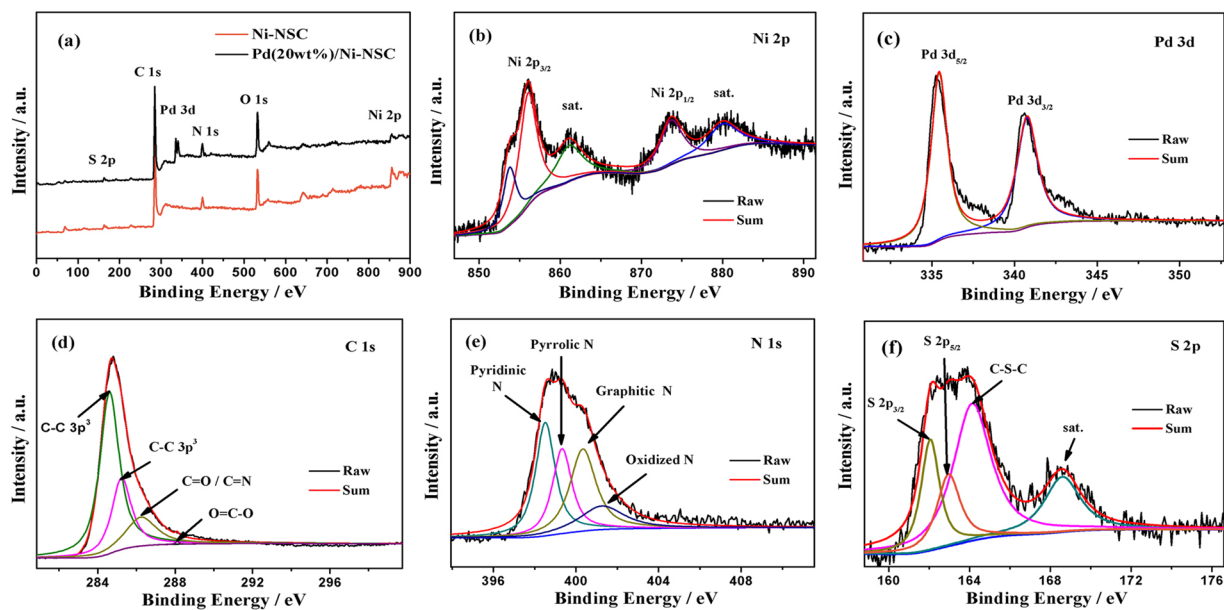 (a)
Ni-NSC
Pd(20wt%)/Ni-NSC
C 1s
Pd 3d
N 1s
O 1s
Ni 2p
S 2p
Intensity / a.u.
0 100 200 300 400 500 600 700 800 900
Binding Energy / eV
(b)
Ni 2p
Ni 2p3/2
sat.
Ni 2p1/2
sat.
Raw
Sum
Intensity / a.u.
850 860 870 880 890
Binding Energy / eV
(c)
Pd 3d
Pd 3d5/2
Pd 3d3/2
Raw
Sum
Intensity / a.u.
335 340 345 350
Binding Energy / eV
(d)
C 1s
C-C 3p3
C-C 3p3
C=O / C=N
O=C-O
Raw
Sum
Intensity / a.u.
284 288 292 296
Binding Energy / eV
(e)
N 1s
Pyrrolic N
Pyridinic
N
Graphitic N
Oxidized N
Raw
Sum
Intensity / a.u.
396 400 404 408
Binding Energy / eV
(f)
S 2p
S 2p5/2
C-S-C
S 2p3/2
sat.
Raw
Sum
Intensity / a.u.
160 164 168 172 176
Binding Energy / eV